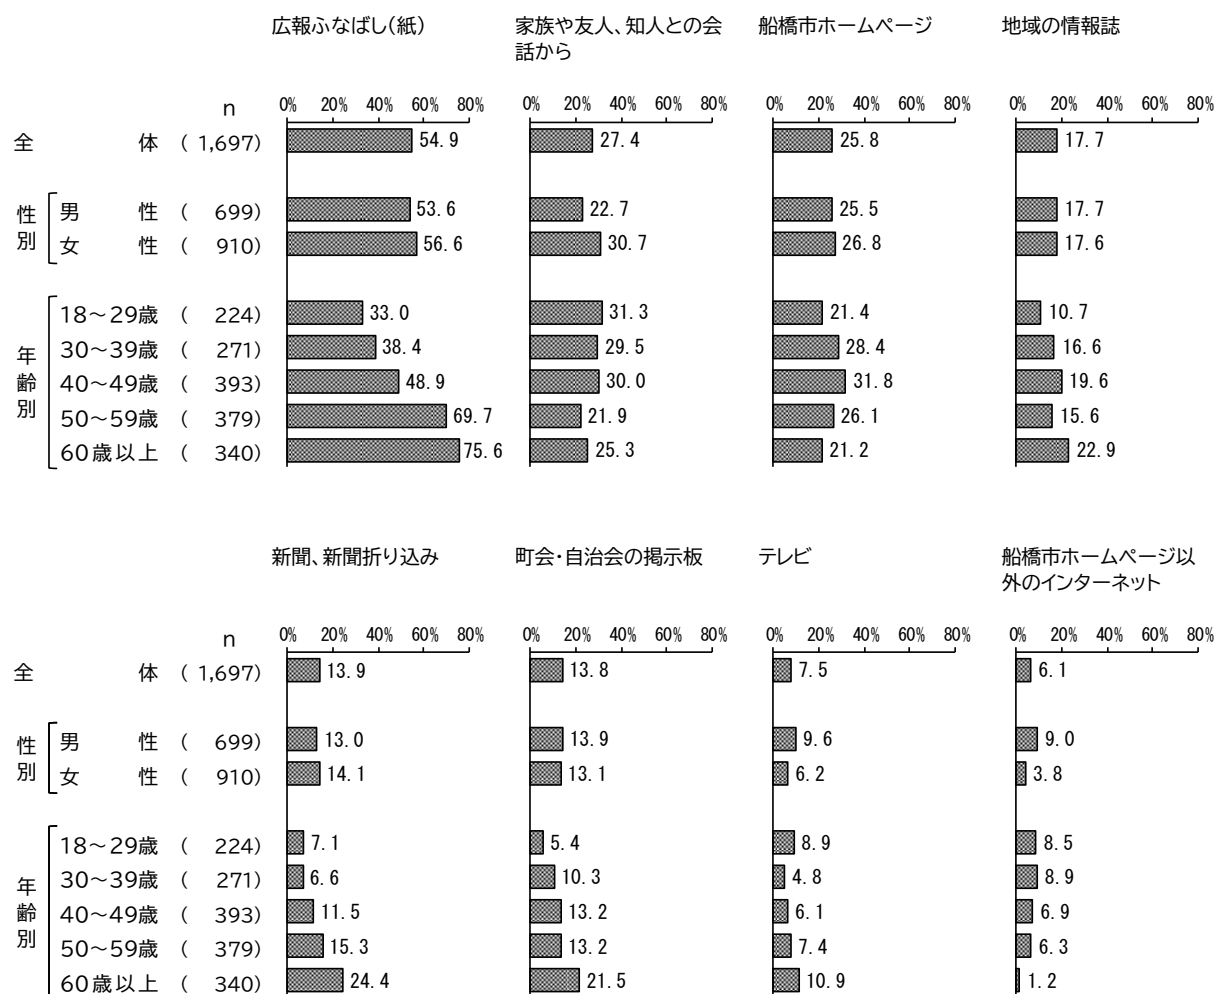 広報ふなばし(紙) 家族や友人、知人との会 船橋市ホームページ 地域の情報誌
話から
n 0% 20% 40% 60% 80% 0% 20% 40% 60% 80% 0% 20% 40% 60% 80% 0% 20% 40% 60% 80%
全 体 ( 1,697) 54.9 27.4 25.8 17.7
性別
男 性 ( 699) 53.6 22.7 25.5 17.7
女 性 ( 910) 56.6 30.7 26.8 17.6
年齢別
18~29歳 ( 224) 33.0 31.3 21.4 10.7
30~39歳 ( 271) 38.4 29.5 28.4 16.6
40~49歳 ( 393) 48.9 30.0 31.8 19.6
50~59歳 ( 379) 69.7 21.9 26.1 15.6
60歳以上 ( 340) 75.6 25.3 21.2 22.9
新聞、新聞折り込み 町会・自治会の掲示板 テレビ 船橋市ホームページ以
外のインターネット
n 0% 20% 40% 60% 80% 0% 20% 40% 60% 80% 0% 20% 40% 60% 80% 0% 20% 40% 60% 80%
全 体 ( 1,697) 13.9 13.8 7.5 6.1
性別
男 性 ( 699) 13.0 13.9 9.6 9.0
女 性 ( 910) 14.1 13.1 6.2 3.8
年齢別
18~29歳 ( 224) 7.1 5.4 8.9 8.5
30~39歳 ( 271) 6.6 10.3 4.8 8.9
40~49歳 ( 393) 11.5 13.2 6.1 6.9
50~59歳 ( 379) 15.3 13.2 7.4 6.3
60歳以上 ( 340) 24.4 21.5 10.9 1.2